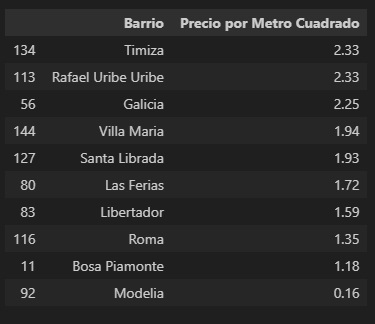 Barrio Precio por Metro Cuadrado
134 Timiza 2.33
113 Rafael Uribe Uribe 2.33
56 Galicia 2.25
144 Villa Maria 1.94
127 Santa Librada 1.93
80 Las Ferias 1.72
83 Libertador 1.59
116 Roma 1.35
11 Bosa Piamonte 1.18
92 Modelia 0.16